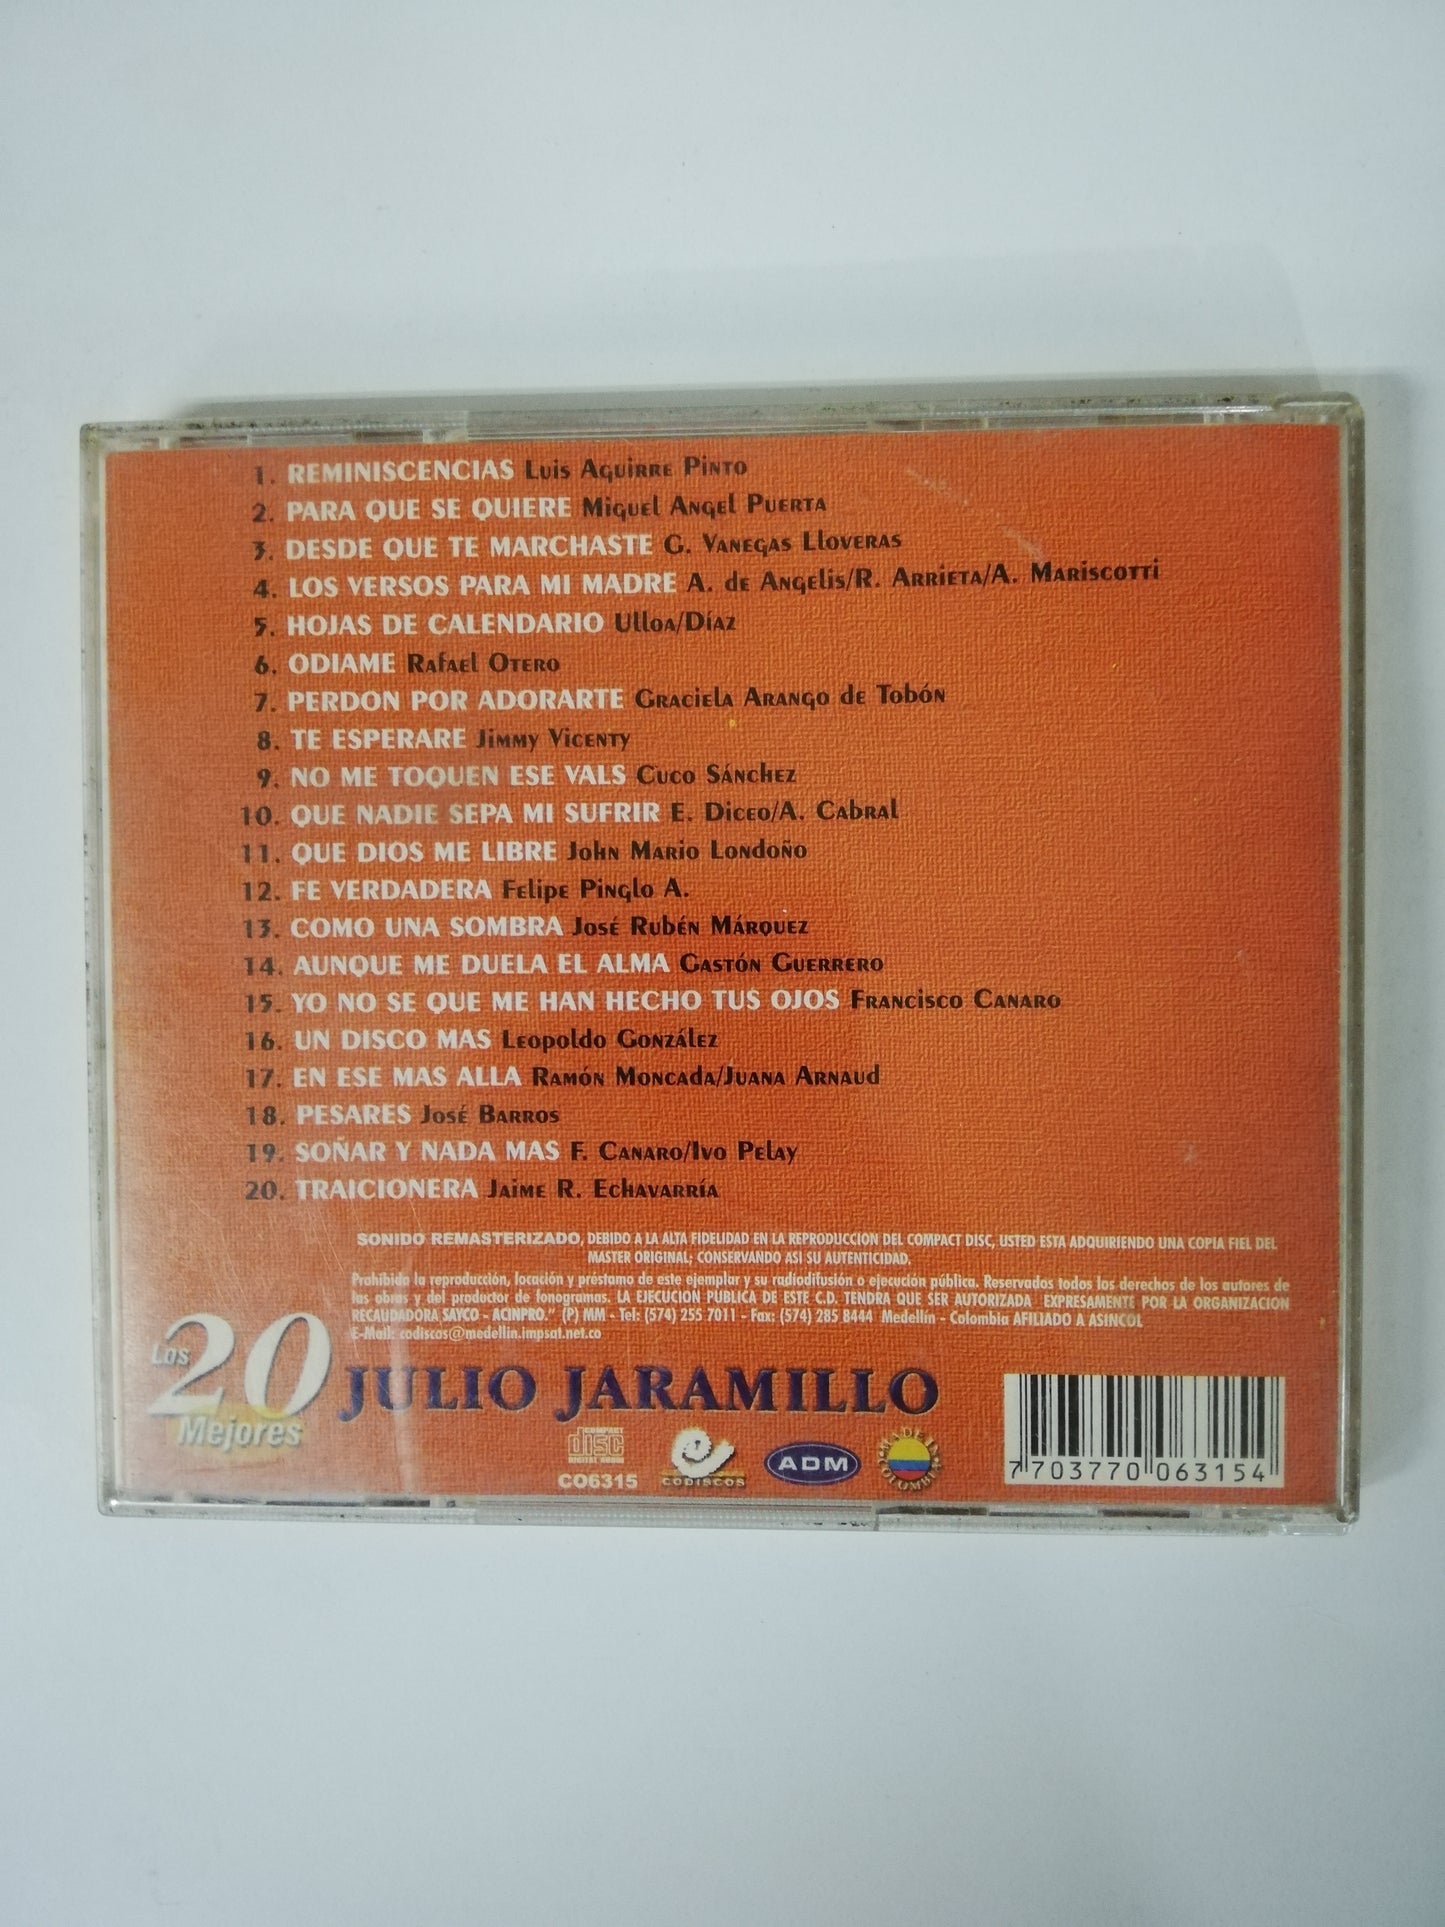 1. REMINISCENCIAS Luis Aguirre Pinto
2. PARA QUE SE QUIERE Miguel Angel Puerta
3. DESDE QUE TE MARCHASTE G. Vanegas Lloveras
4. LOS VERSOS PARA MI MADRE A. de Angelis/R. Arrieta/A. Mariscotti
5. HOJAS DE CALENDARIO Ulloa/Díaz
6. ODIAME Rafael Otero
7. PERDON POR ADORARTE Graciela Arango de Tobón
8. TE ESPERARE Jimmy Vicenty
9. NO ME TOQUEN ESE VALS Cuco Sánchez
10. QUE NADIE SEPA MI SUFRIR E. Diceo/A. Cabral
11. QUE DIOS ME LIBRE John Mario Londoño
12. FE VERDADERA Felipe Pinglo A.
13. COMO UNA SOMBRA José Rubén Márquez
14. AUNQUE ME DUELA EL ALMA Gastón Guerrero
15. YO NO SE QUE ME HAN HECHO TUS OJOS Francisco Canaro
16. UN DISCO MAS Leopoldo González
17. EN ESE MAS ALLA Ramón Moncada/Juana Arnaud
18. PESARES José Barros
19. SOÑAR Y NADA MAS F. Canaro/Ivo Pelay
20. TRAICIONERA Jaime R. Echavarría
SONIDO REMASTERIZADO, DEBIDO A LA ALTA FIDELIDAD EN LA REPRODUCCION DEL COMPACT DISC, USTED ESTA ADQUIRIENDO UNA COPIA FIEL DEL
MASTER ORIGINAL; CONSERVANDO ASI SU AUTENTICIDAD.
Prohibida la reproducción, locación y préstamo de este ejemplar y su radiodifusión o ejecución pública. Reservados todos los derechos de los autores de
las obras y del productor de fonogramas. LA EJECUCION PUBLICA DE ESTE C.D. TENDRA QUE SER AUTORIZADA EXPRESAMENTE POR LA ORGANIZACION
RECAUDADORA SAYCO - ACINPRO." (P) MM - Tel: (574) 255 7011 - Fax: (574) 285 8444 Medellin - Colombia AFILIADO A ASINCOL
E-Mail: codiscos@medellin.impsat.net.co
Los 20 Mejores
JULIO JARAMILLO
COMPACT
disc
DIGITAL AUDIO
CO6315
CODISCOS
ADM
MADE IN COLOMBIA
7 703770 063154